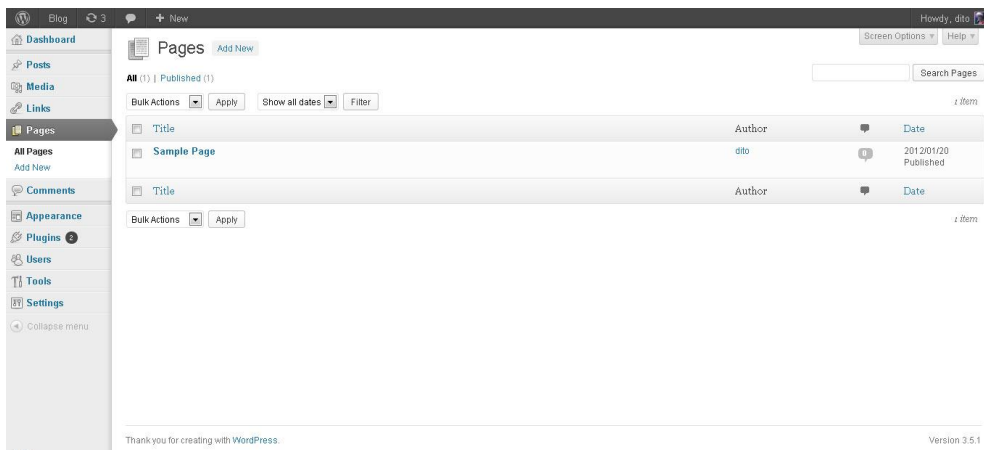 Blog 3 + New Howdy, dito
Dashboard
Posts
Media
Links
Pages
All Pages
Add New
Comments
Appearance
Plugins 2
Users
Tools
Settings
Collapse menu
Screen Options Help
Pages Add New
All (1) | Published (1)
Search Pages
Bulk Actions Apply Show all dates Filter 1 item
Title Author Date
Sample Page dito 0 2012/01/20
Published
Title Author Date
Bulk Actions Apply 1 item
Thank you for creating with WordPress. Version 3.5.1